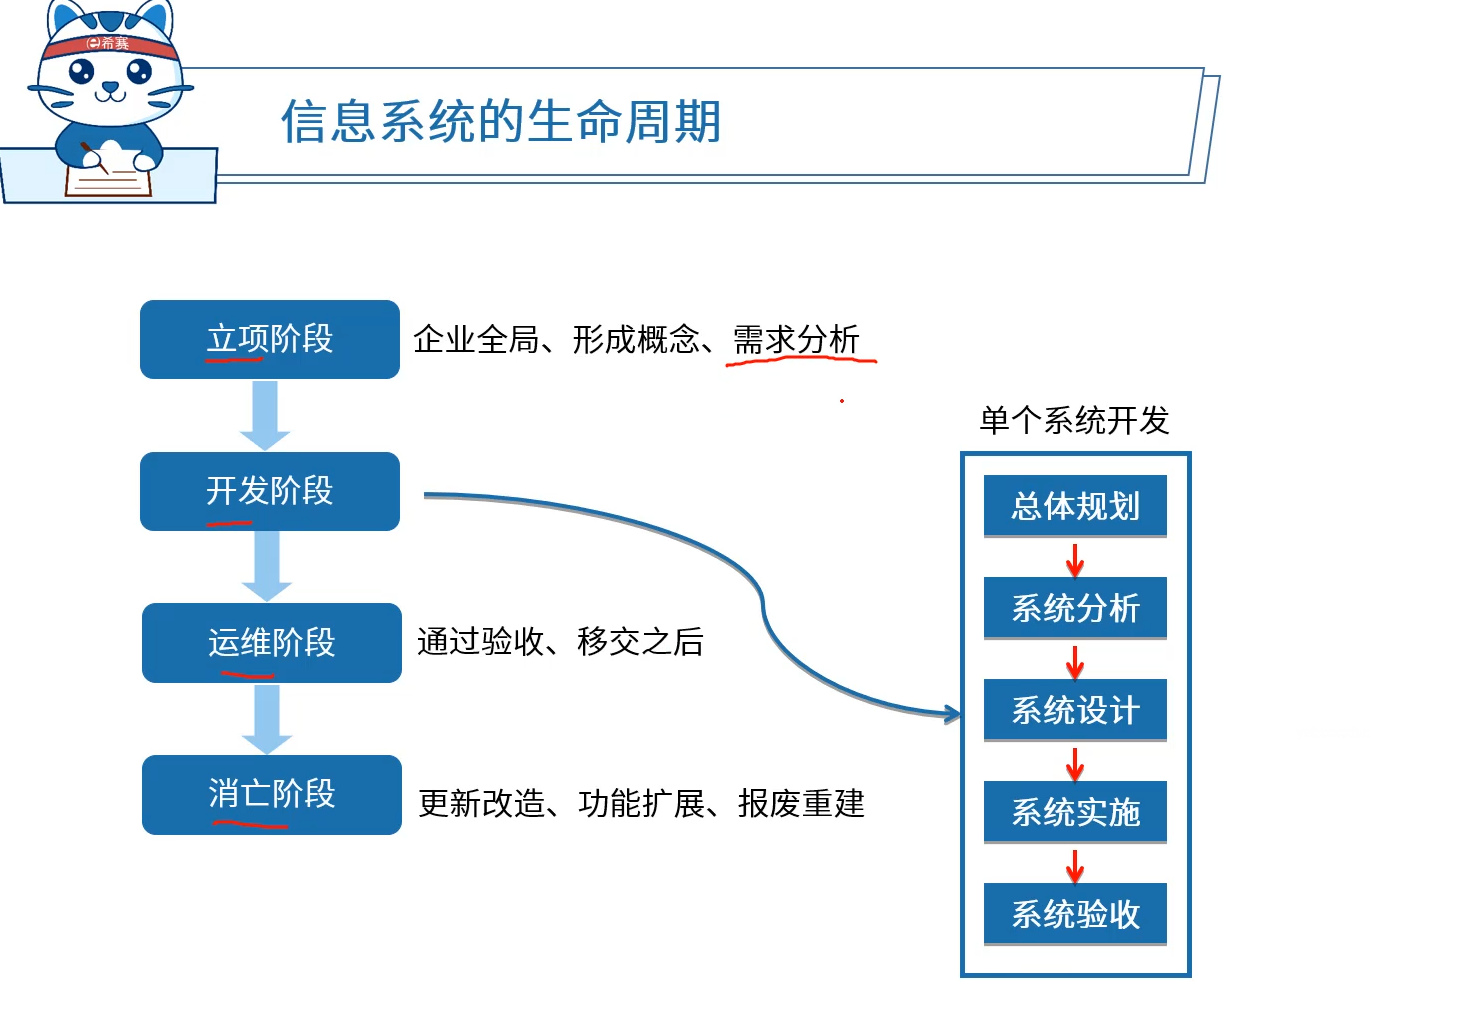 e希赛
信息系统的生命周期
立项阶段
企业全局、形成概念、需求分析
开发阶段
运维阶段
通过验收、移交之后
消亡阶段
更新改造、功能扩展、报废重建
单个系统开发
总体规划
系统分析
系统设计
系统实施
系统验收